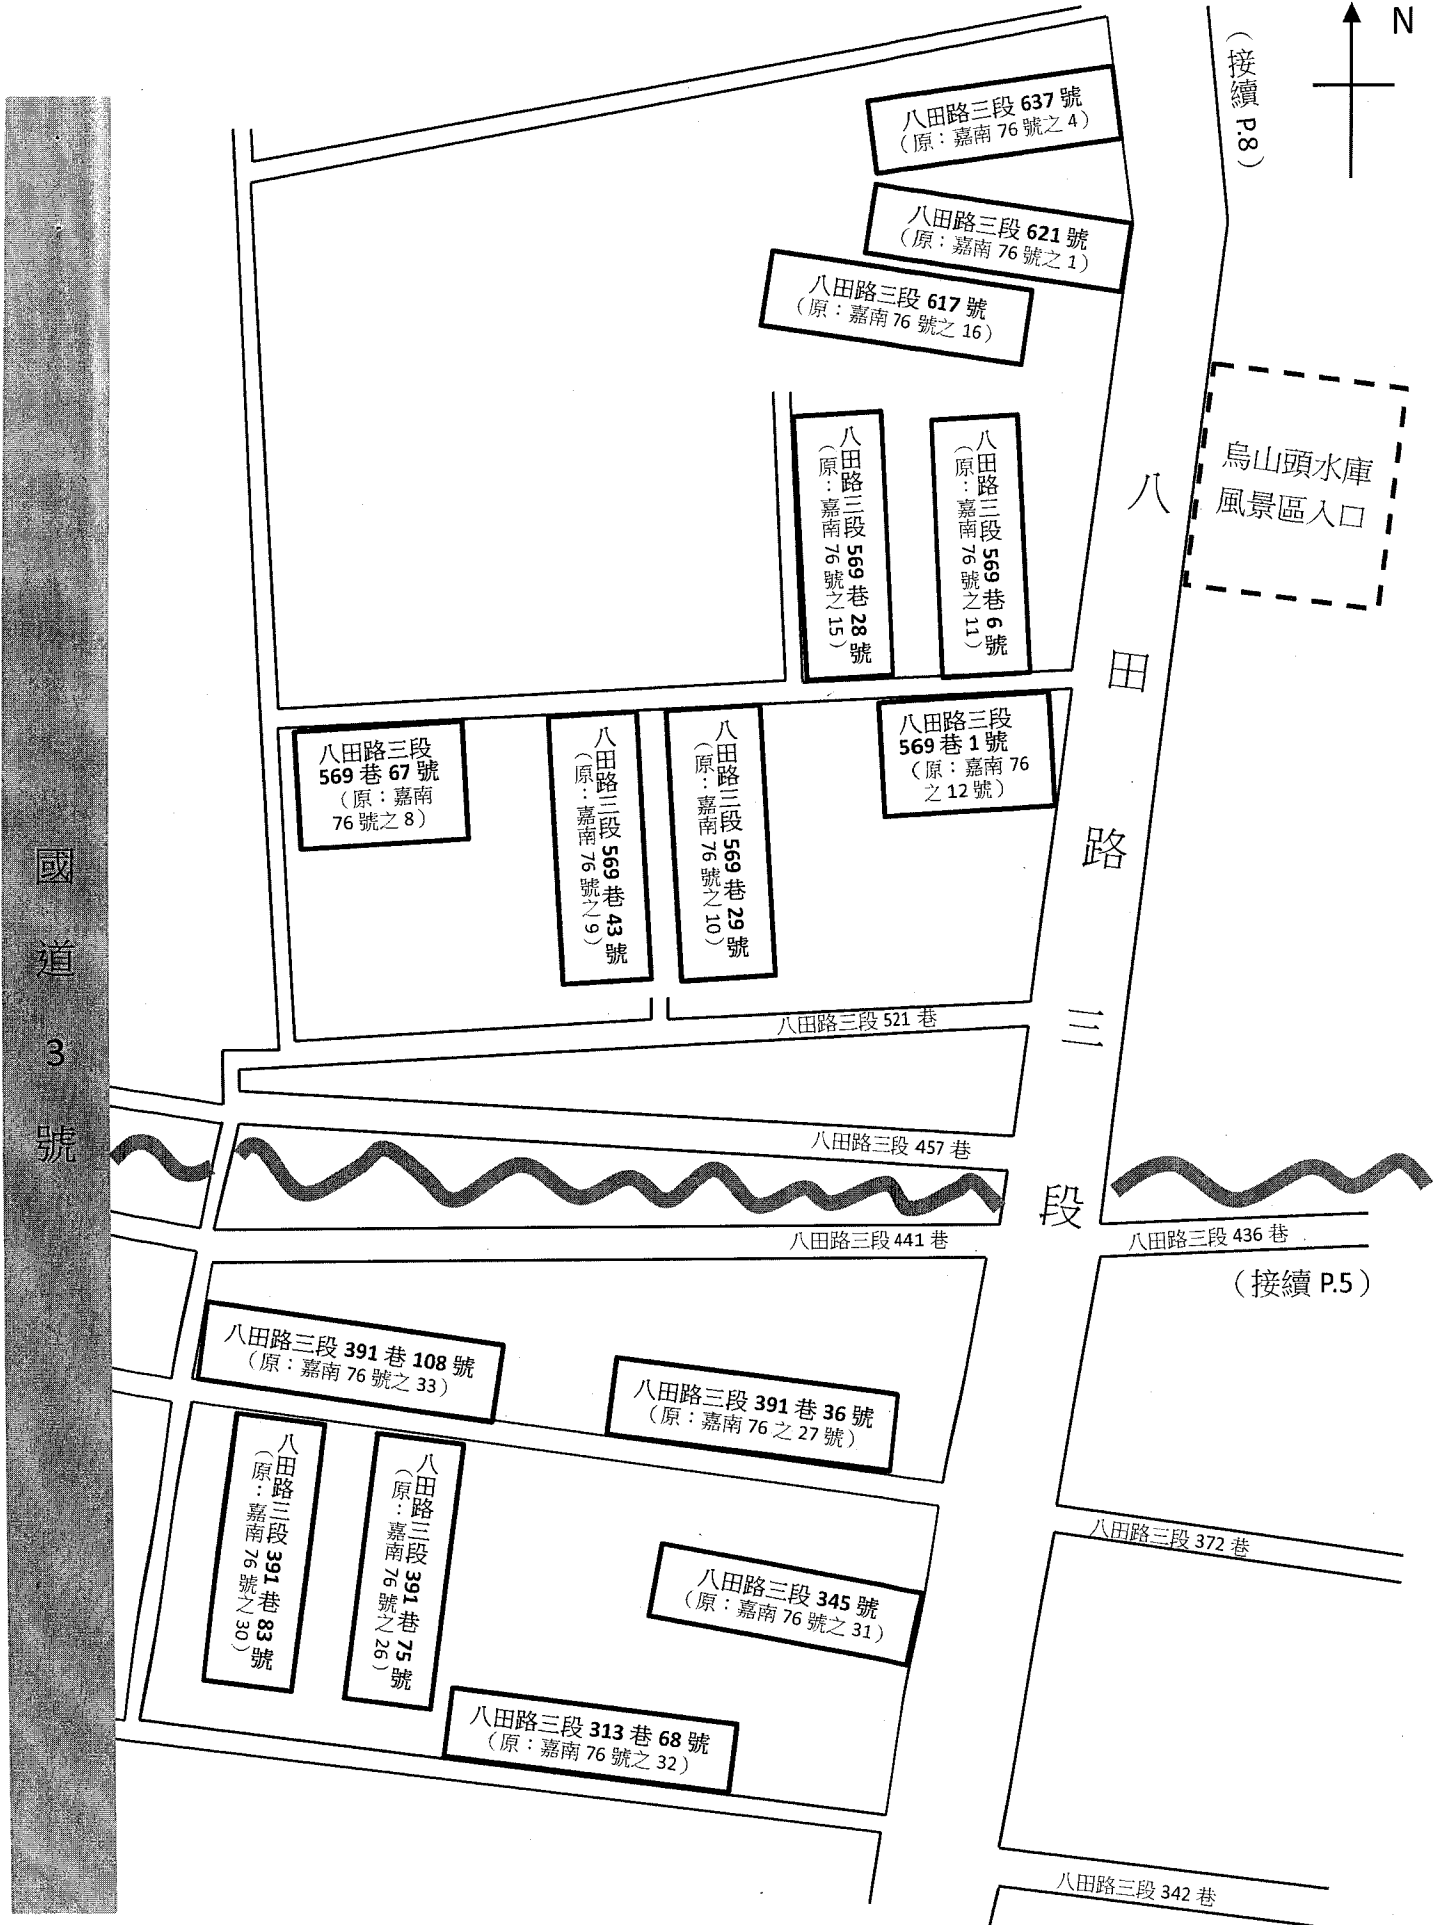 N
（接續 P.8）
八田路三段 637 號
（原：嘉南 76 號之 4）
八田路三段 621 號
（原：嘉南 76 號之 1）
八田路三段 617 號
（原：嘉南 76 號之 16）
烏山頭水庫
風景區入口
八田路三段 569 巷 28 號
（原：嘉南 76 號之 15）
八田路三段 569 巷 6 號
（原：嘉南 76 號之 11）
八田路三段
八田路三段
569 巷 67 號
（原：嘉南
76 號之 8）
八田路三段 569 巷 43 號
（原：嘉南 76 號之 9）
八田路三段 569 巷 29 號
（原：嘉南 76 號之 10）
八田路三段
569 巷 1 號
（原：嘉南 76
之 12 號）
國道 3 號
八田路三段 521 巷
八田路三段 457 巷
八田路三段 441 巷
八田路三段 436 巷
（接續 P.5）
八田路三段 391 巷 108 號
（原：嘉南 76 號之 33）
八田路三段 391 巷 36 號
（原：嘉南 76 之 27 號）
八田路三段 391 巷 83 號
（原：嘉南 76 號之 30）
八田路三段 391 巷 75 號
（原：嘉南 76 號之 26）
八田路三段 372 巷
八田路三段 345 號
（原：嘉南 76 號之 31）
八田路三段 313 巷 68 號
（原：嘉南 76 號之 32）
八田路三段 342 巷